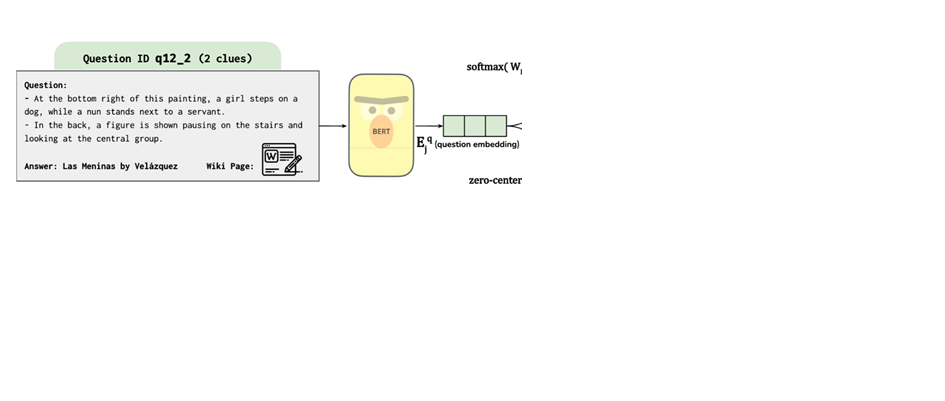 Question ID q12_2 (2 clues)
Question:
- At the bottom right of this painting, a girl steps on a
dog, while a nun stands next to a servant.
- In the back, a figure is shown pausing on the stairs and
looking at the central group.
Answer: Las Meninas by Velázquez
Wiki Page:
W
BERT
E_j^q (question embedding)
softmax( W
zero-center